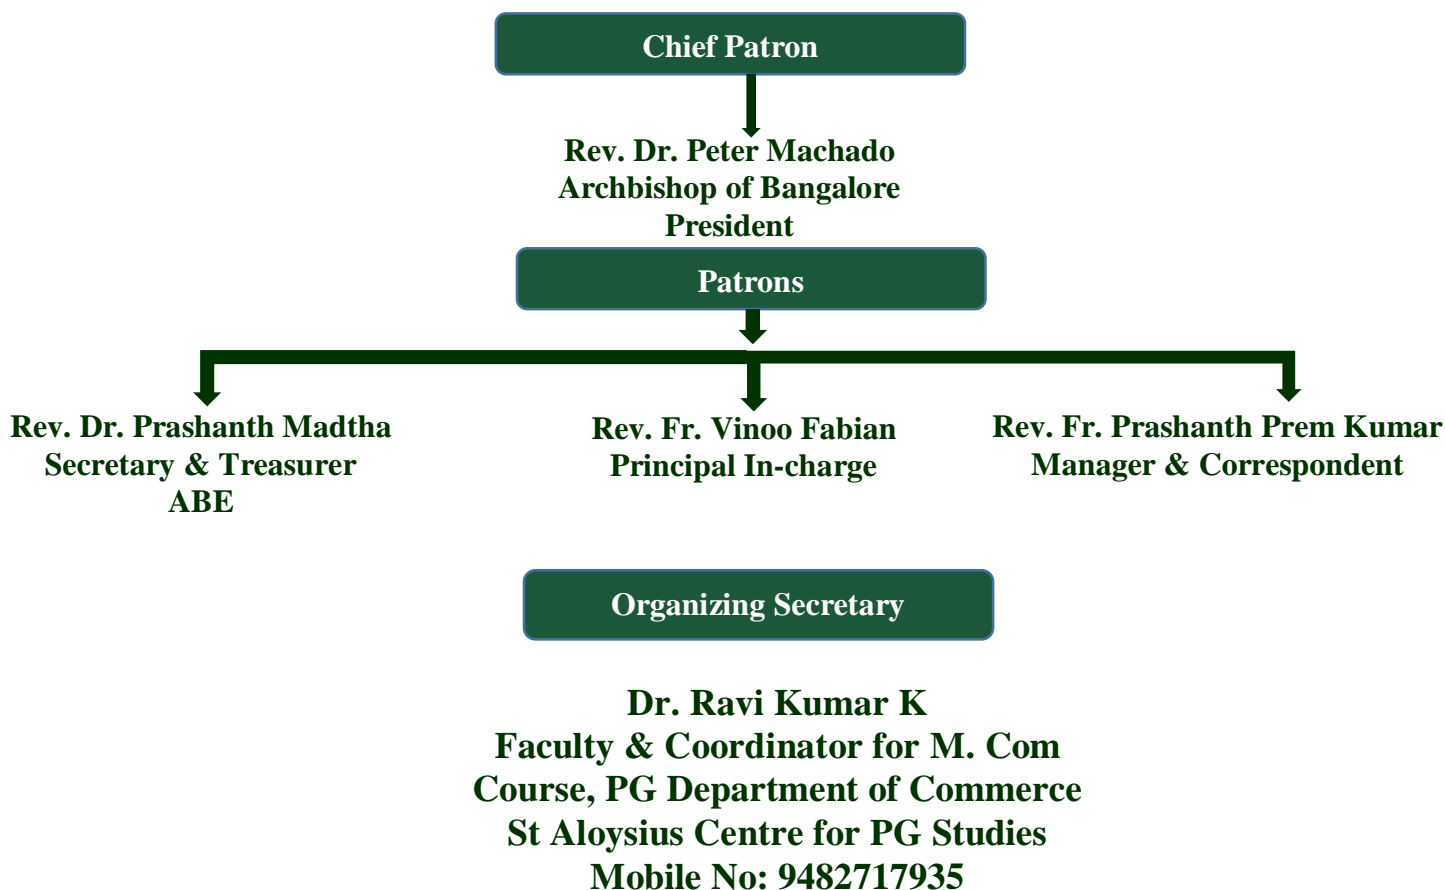 Chief Patron
Rev. Dr. Peter Machado
Archbishop of Bangalore
President
Patrons
Rev. Dr. Prashanth Madtha
Secretary & Treasurer
ABE
Rev. Fr. Vinoo Fabian
Principal In-charge
Rev. Fr. Prashanth Prem Kumar
Manager & Correspondent
Organizing Secretary
Dr. Ravi Kumar K
Faculty & Coordinator for M. Com
Course, PG Department of Commerce
St Aloysius Centre for PG Studies
Mobile No: 9482717935